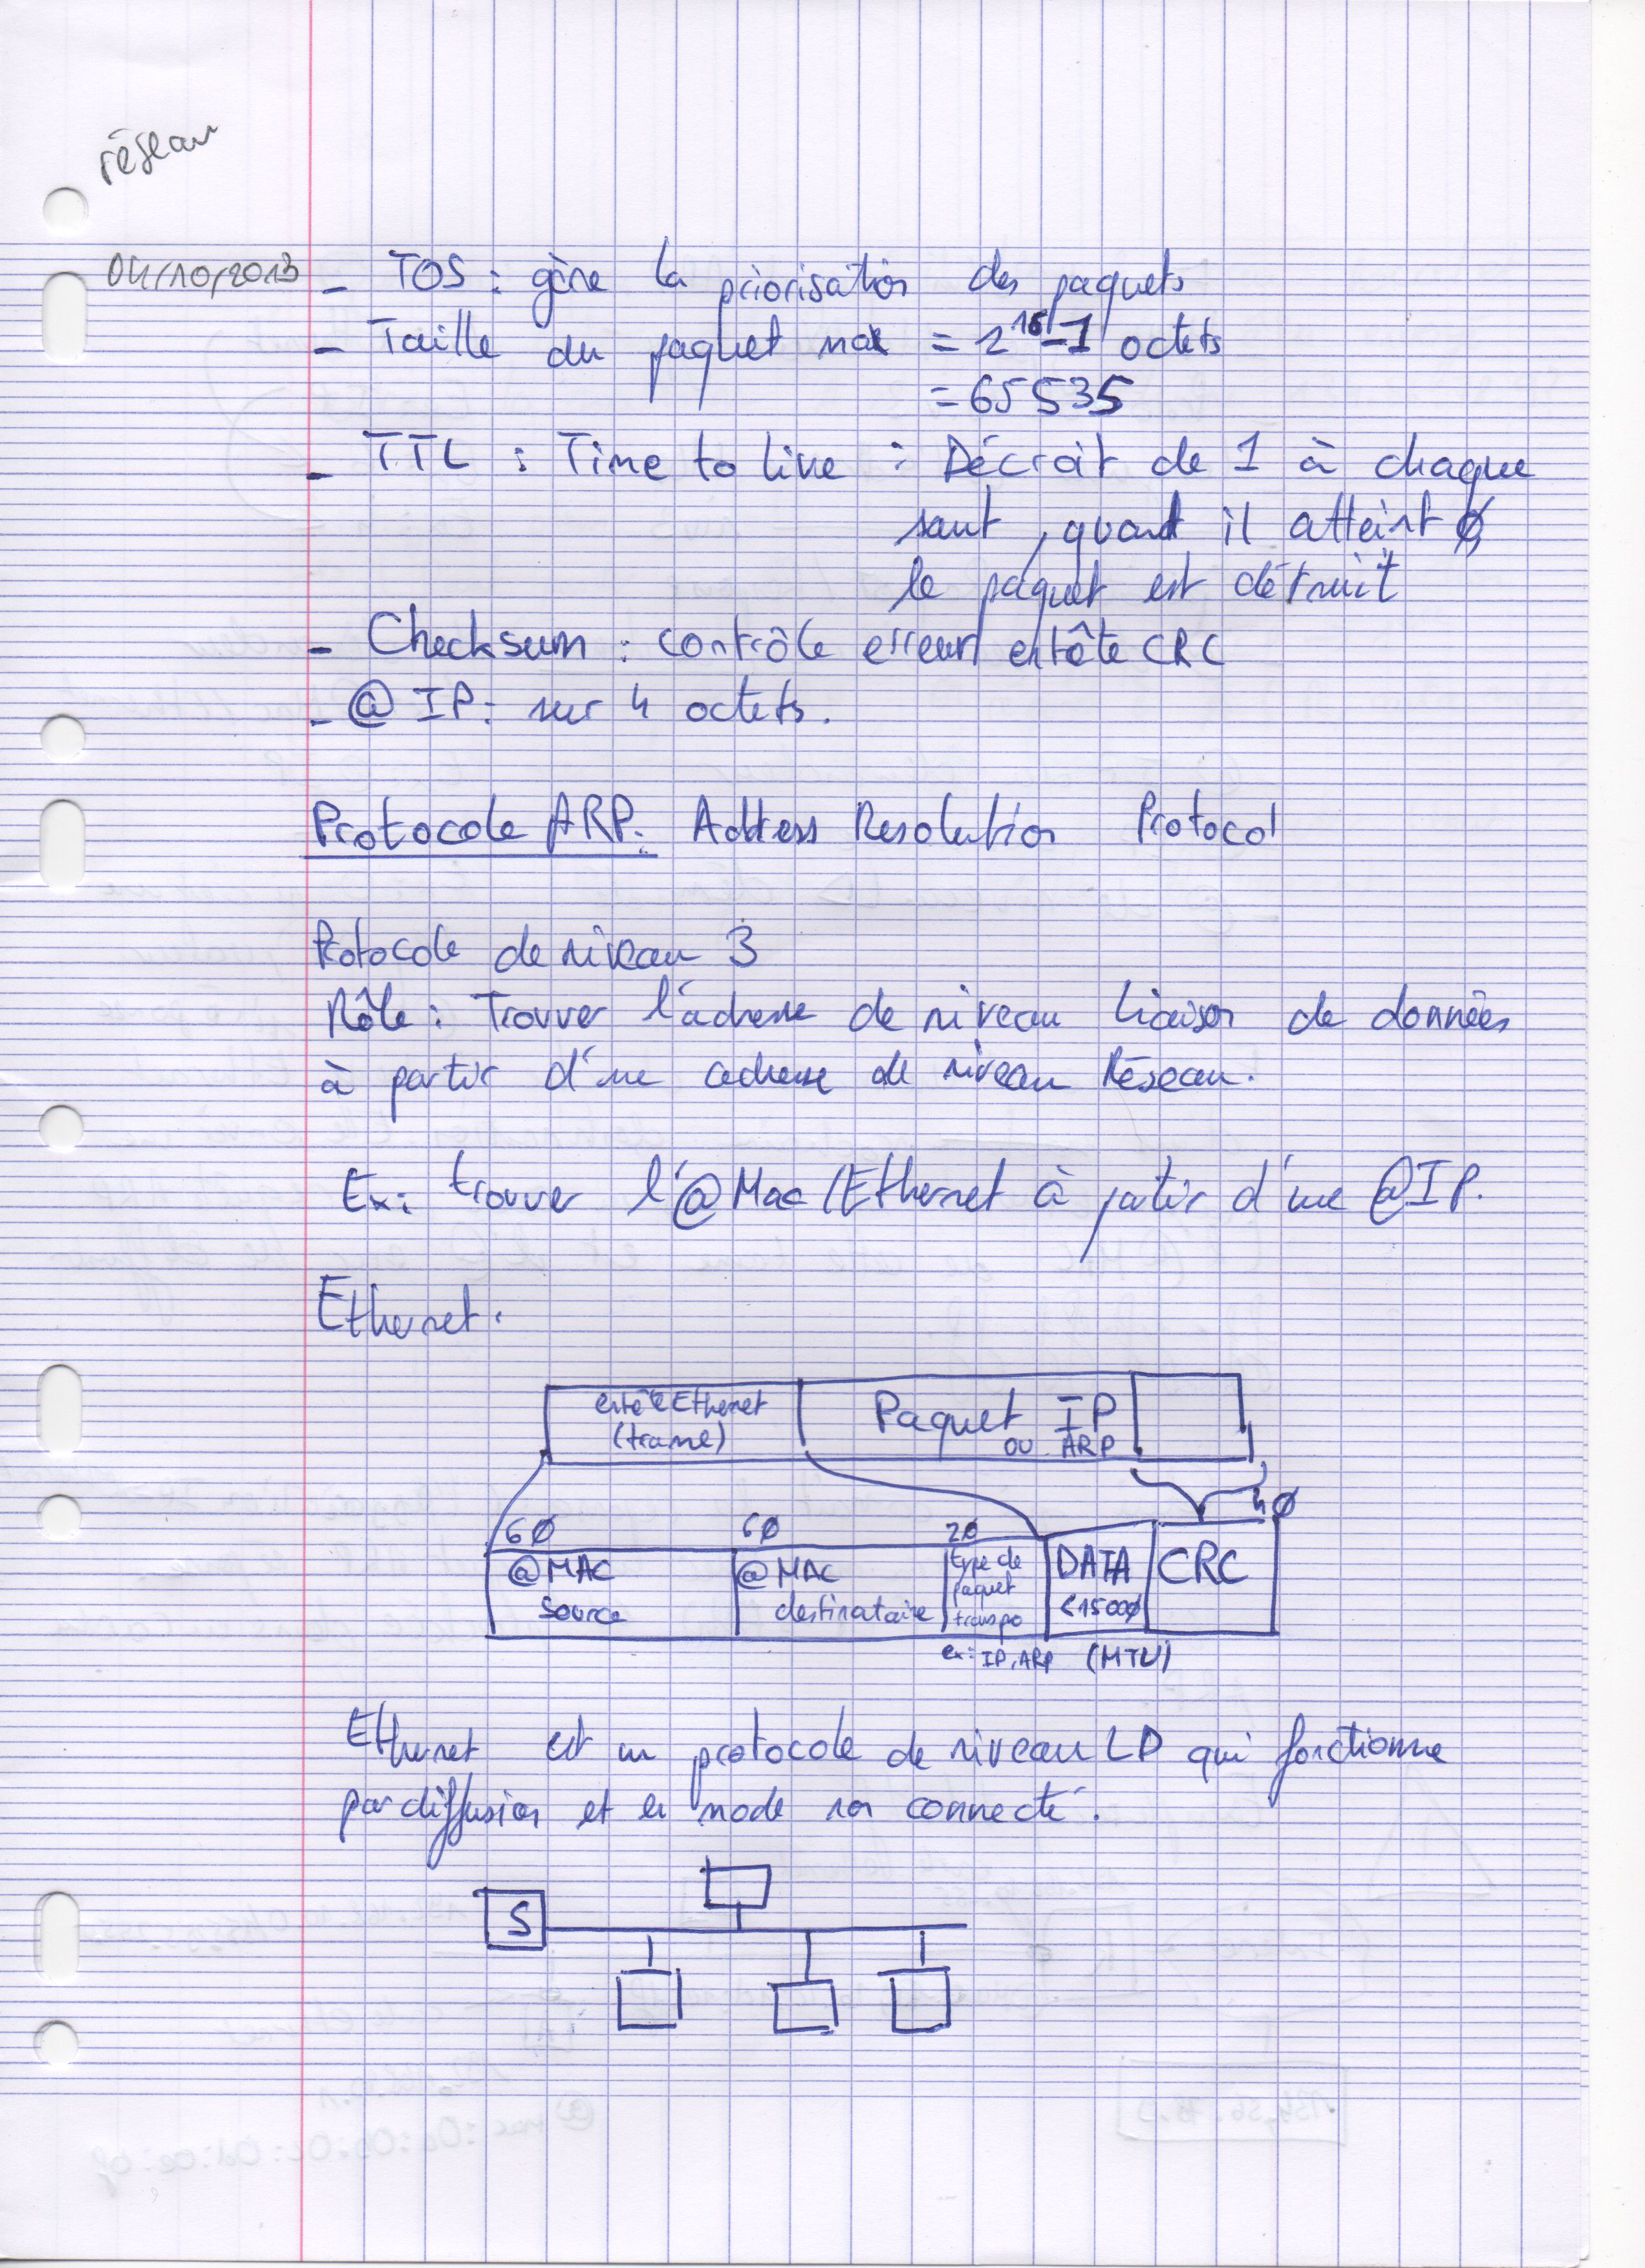 réseau
04/10/2013
- TOS : gère la priorisation des paquets
- Taille du paquet max = 2^16-1 octets
= 65535
- TTL : Time to live : Décroit de 1 à chaque
saut, quand il atteint Ø
le paquet est détruit
- Checksum : contrôle erreur entête CRC
- @ IP : sur 4 octets.
Protocole ARP : Address Resolution Protocol
Protocole de niveau 3
Rôle : Trouver l'adresse de niveau liaison de données
à partir d'une adresse de niveau Réseau.
Ex : trouver l'@Mac/Ethernet à partir d'une @IP.
Ethernet :
entête Ethernet
(trame)
Paquet IP
ou ARP
6Ø
6Ø
2Ø
4Ø
@MAC
source
@MAC
destinataire
type de
paquet
transpo
DATA
<1500Ø
CRC
ex : IP, ARP
(MTU)
Ethernet est un protocole de niveau LD qui fonctionne
par diffusion et en mode non connecté.
S